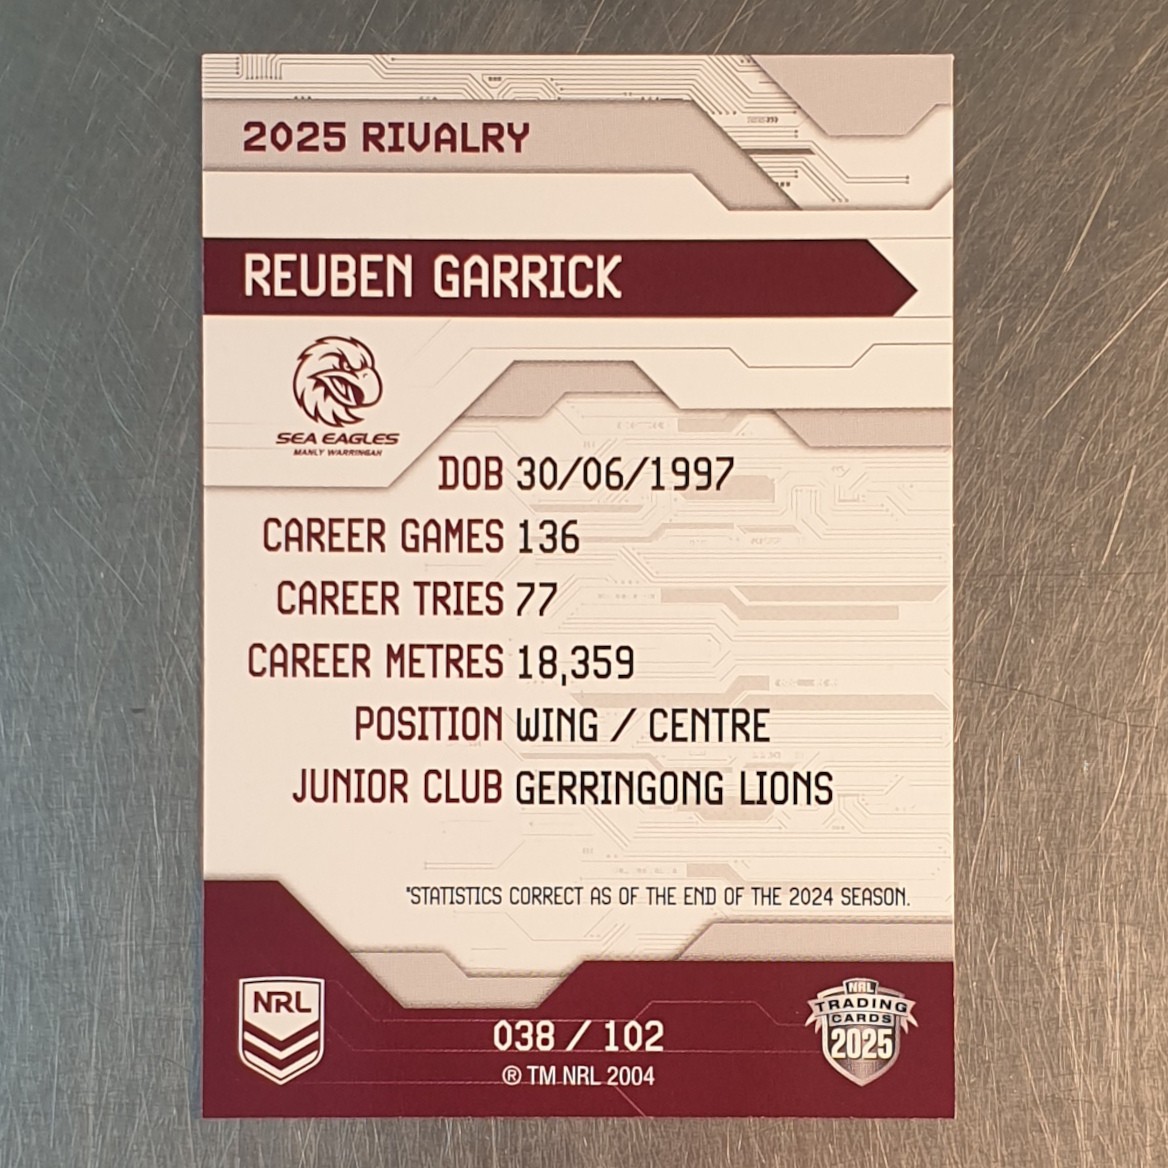 2025 RIVALRY
REUBEN GARRICK
SEA EAGLES
MANLY WARRINGAH
DOB 30/06/1997
CAREER GAMES 136
CAREER TRIES 77
CAREER METRES 18,359
POSITION WING / CENTRE
JUNIOR CLUB GERRINGONG LIONS
*STATISTICS CORRECT AS OF THE END OF THE 2024 SEASON.
NRL
038 / 102
® TM NRL 2004
NRL
TRADING
CARDS
2025